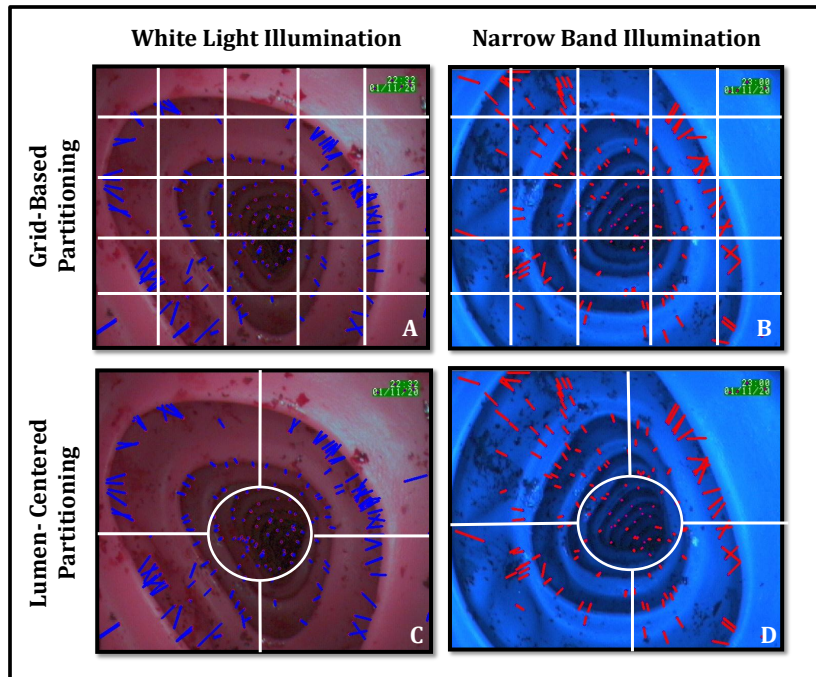 White Light Illumination
Narrow Band Illumination
Grid-Based
Partitioning
22:32
01/11/20
A
23:00
01/11/20
B
Lumen- Centered
Partitioning
22:32
01/11/20
C
23:00
01/11/20
D